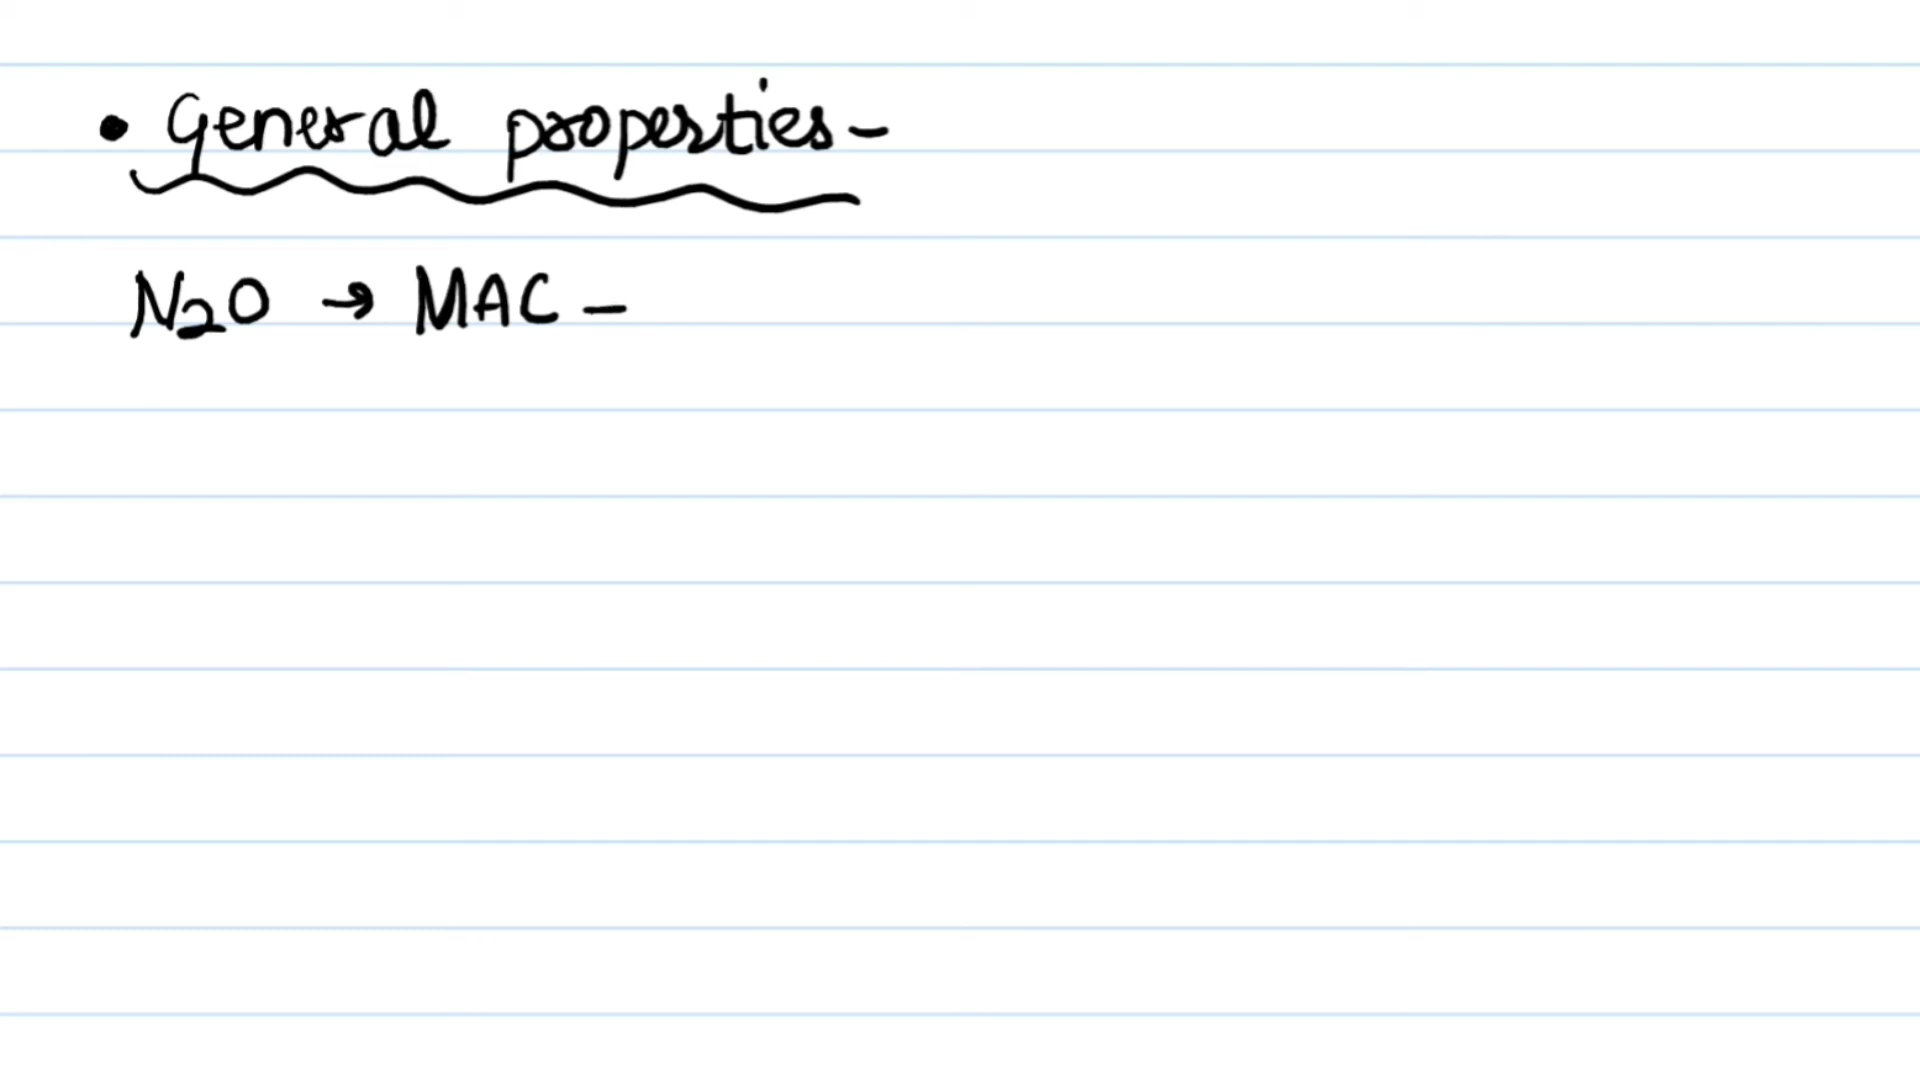 • General properties-
N2O → MAC -